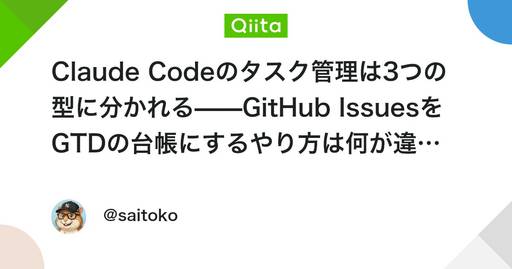 Qiita
Claude Codeのタスク管理は3つの
型に分かれる——GitHub Issuesを
GTDの台帳にするやり方は何が違…
@saitoko